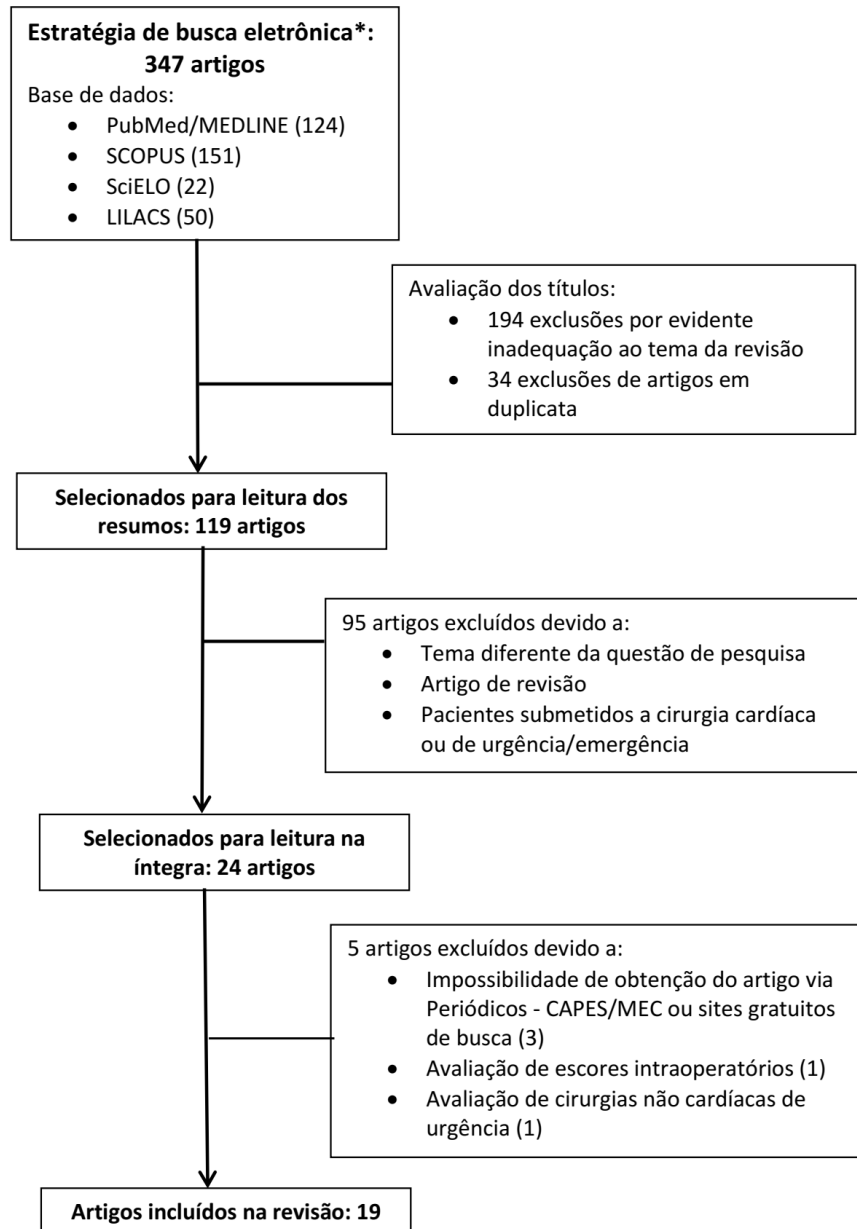 Estratégia de busca eletrônica*:
347 artigos
Base de dados:
• PubMed/MEDLINE (124)
• SCOPUS (151)
• SciELO (22)
• LILACS (50)
Avaliação dos títulos:
• 194 exclusões por evidente
inadequação ao tema da revisão
• 34 exclusões de artigos em
duplicata
Selecionados para leitura dos
resumos: 119 artigos
95 artigos excluídos devido a:
• Tema diferente da questão de pesquisa
• Artigo de revisão
• Pacientes submetidos a cirurgia cardíaca
ou de urgência/emergência
Selecionados para leitura na
íntegra: 24 artigos
5 artigos excluídos devido a:
• Impossibilidade de obtenção do artigo via
Periódicos - CAPES/MEC ou sites gratuitos
de busca (3)
• Avaliação de escores intraoperatórios (1)
• Avaliação de cirurgias não cardíacas de
urgência (1)
Artigos incluídos na revisão: 19